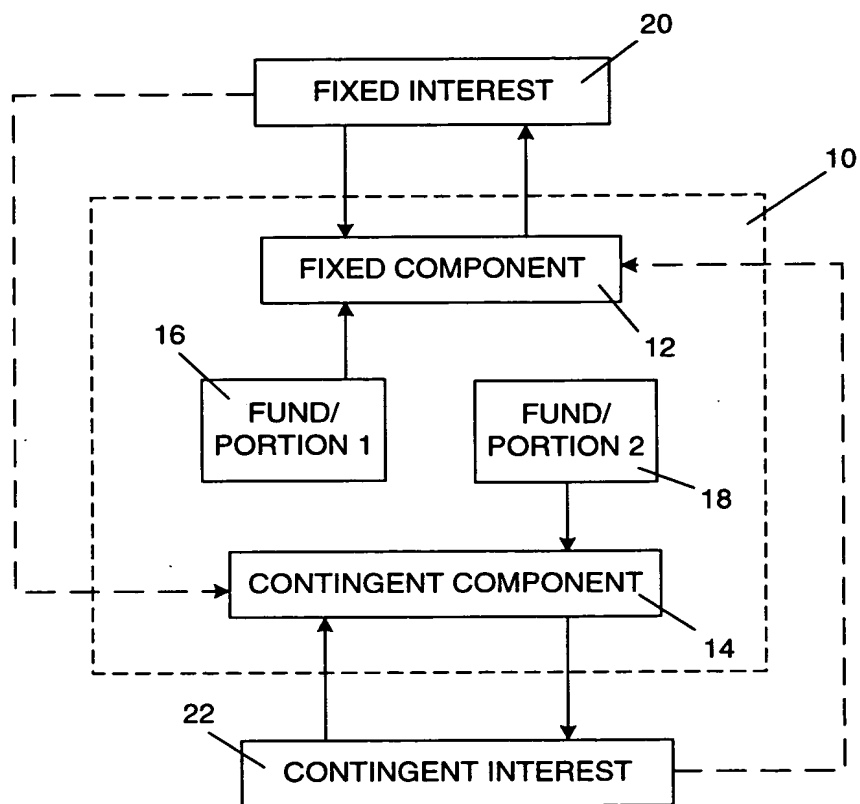 20
FIXED INTEREST
10
FIXED COMPONENT
16
12
FUND/
PORTION 1
FUND/
PORTION 2
18
CONTINGENT COMPONENT
14
22
CONTINGENT INTEREST